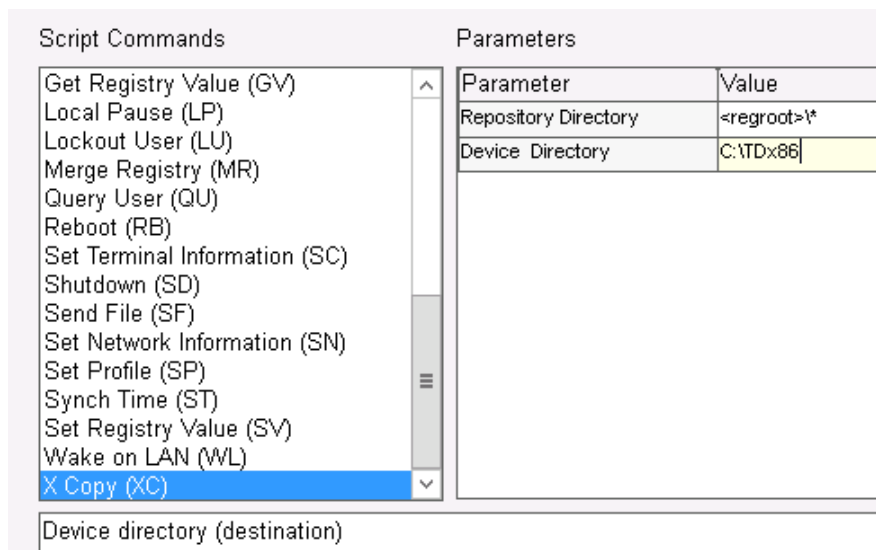 Script Commands
Get Registry Value (GV)
Local Pause (LP)
Lockout User (LU)
Merge Registry (MR)
Query User (QU)
Reboot (RB)
Set Terminal Information (SC)
Shutdown (SD)
Send File (SF)
Set Network Information (SN)
Set Profile (SP)
Synch Time (ST)
Set Registry Value (SV)
Wake on LAN (WL)
X Copy (XC)
Parameters
Parameter Value
Repository Directory <regroot>\*
Device Directory C:\TDx86
Device directory (destination)